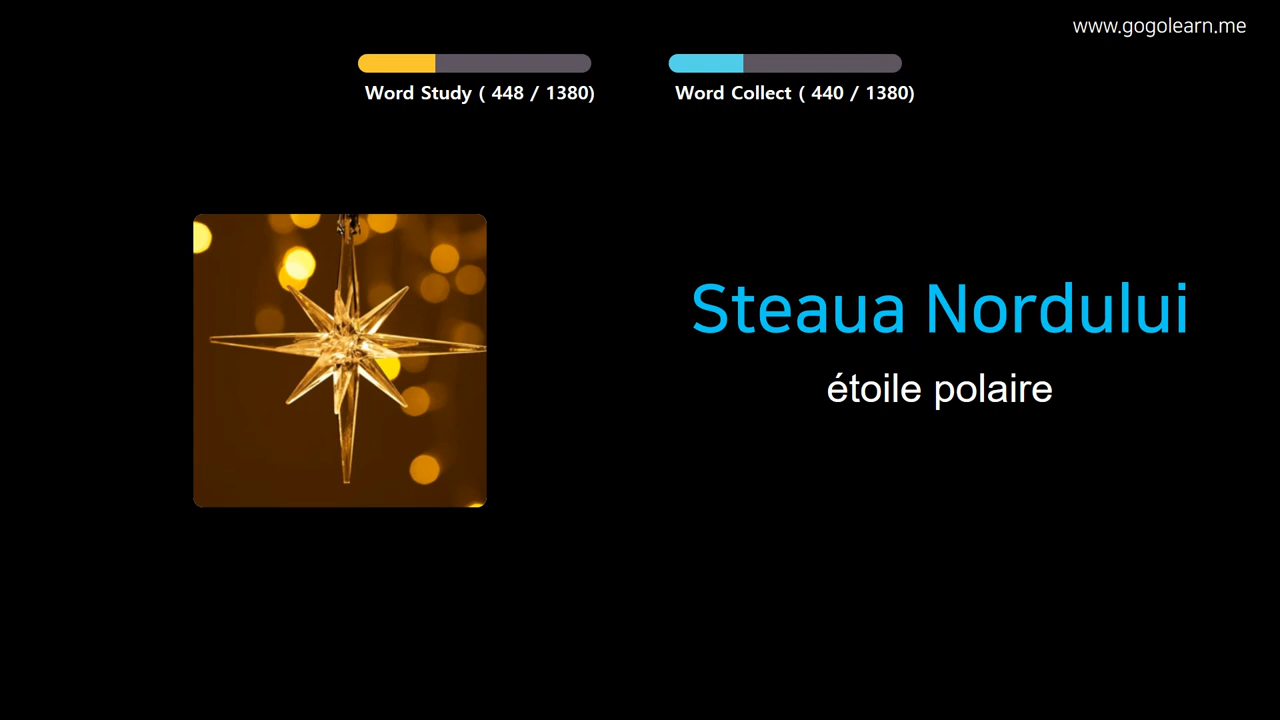 www.gogolearn.me
Word Study ( 448 / 1380)
Word Collect ( 440 / 1380)
Steaua Nordului
étoile polaire